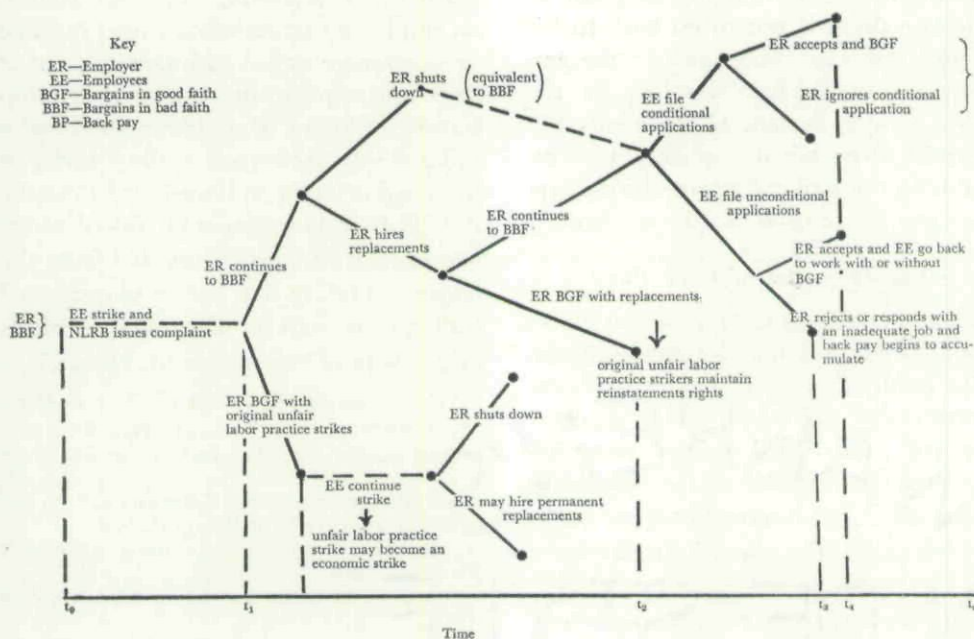 Key
ER—Employer
EE—Employees
BGF—Bargains in good faith
BBF—Bargains in bad faith
BP—Back pay
ER shuts
down
(equivalent
to BBF)
EE file
conditional
applications
ER accepts and BGF
ER ignores conditional
application
ER hires
replacements
ER continues
to BBF
EE file unconditional
applications
ER continues
to BBF
ER accepts and EE go back
to work with or without
BGF
ER BGF with replacements
ER
BBF}
EE strike and
NLRB issues complaint
ER rejects or responds with
an inadequate job and
back pay begins to accu-
mulate
original unfair labor
practice strikers maintain
reinstatements rights
ER BGF with
original unfair
labor practice strikes
ER shuts down
EE continue
strike
ER may hire permanent
replacements
unfair labor practice
strike may become an
economic strike
t0
t1
t2
t3
t4
Time